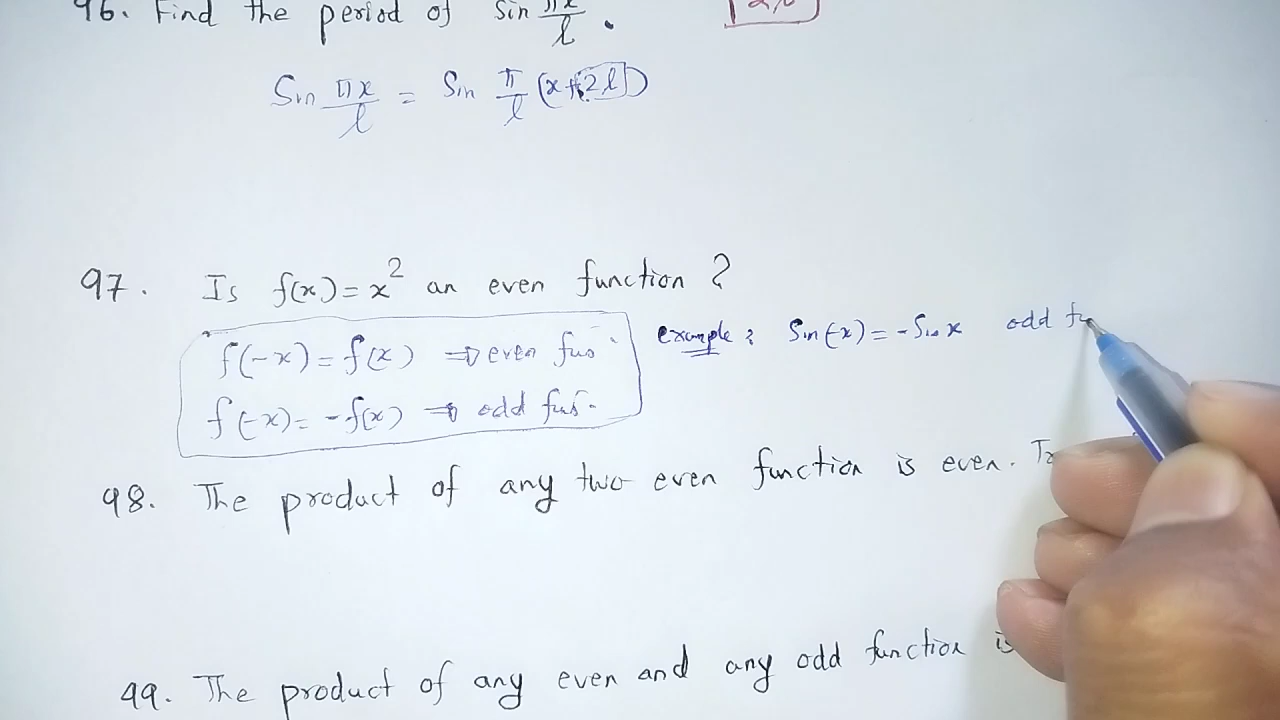 96. Find the period of sin πx/l .
Sin πx/l = Sin π/l (x+2l)
97. Is f(x)=x² an even function ?
f(-x)=f(x) ⇒ even fun
example : Sin(-x)=-Sin x odd fu
f(-x)=-f(x) ⇒ odd fun.
98. The product of any two even function is even.
99. The product of any even and any odd function is